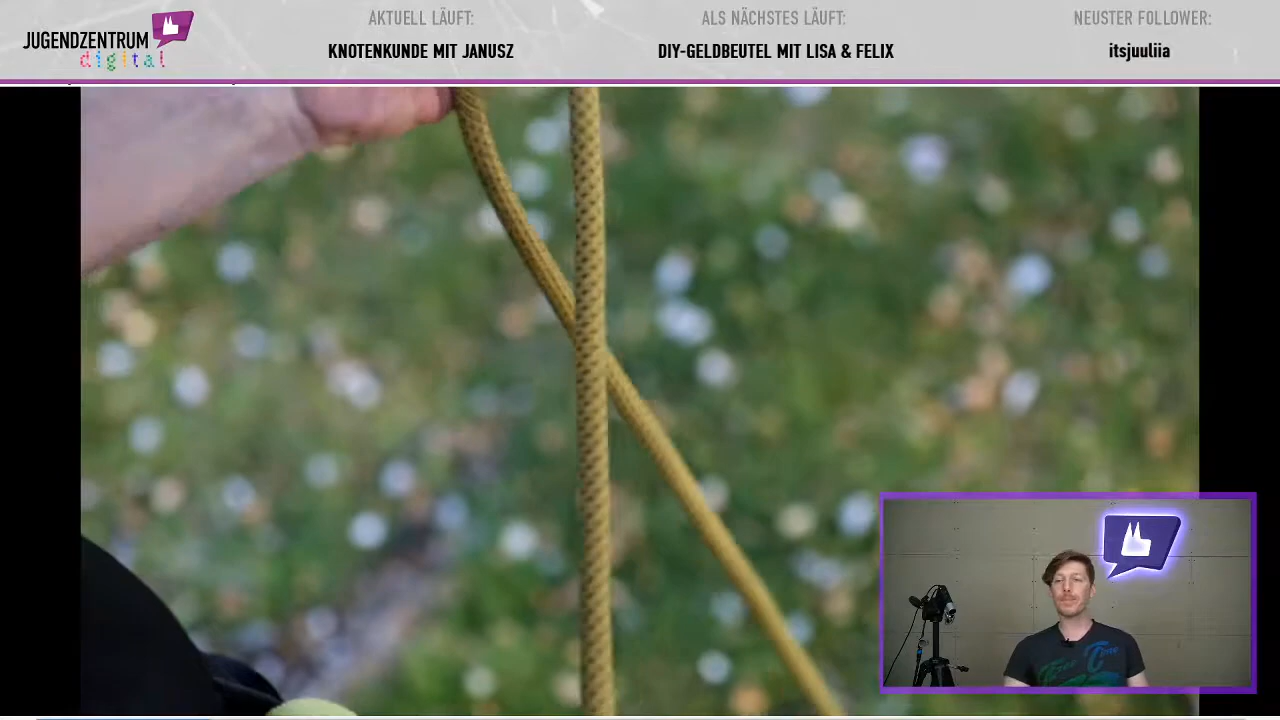 JUGENDZENTRUM
digital
AKTUELL LÄUFT:
KNOTENKUNDE MIT JANUSZ
ALS NÄCHSTES LÄUFT:
DIY-GELDBEUTEL MIT LISA & FELIX
NEUSTER FOLLOWER:
itsjuuliia